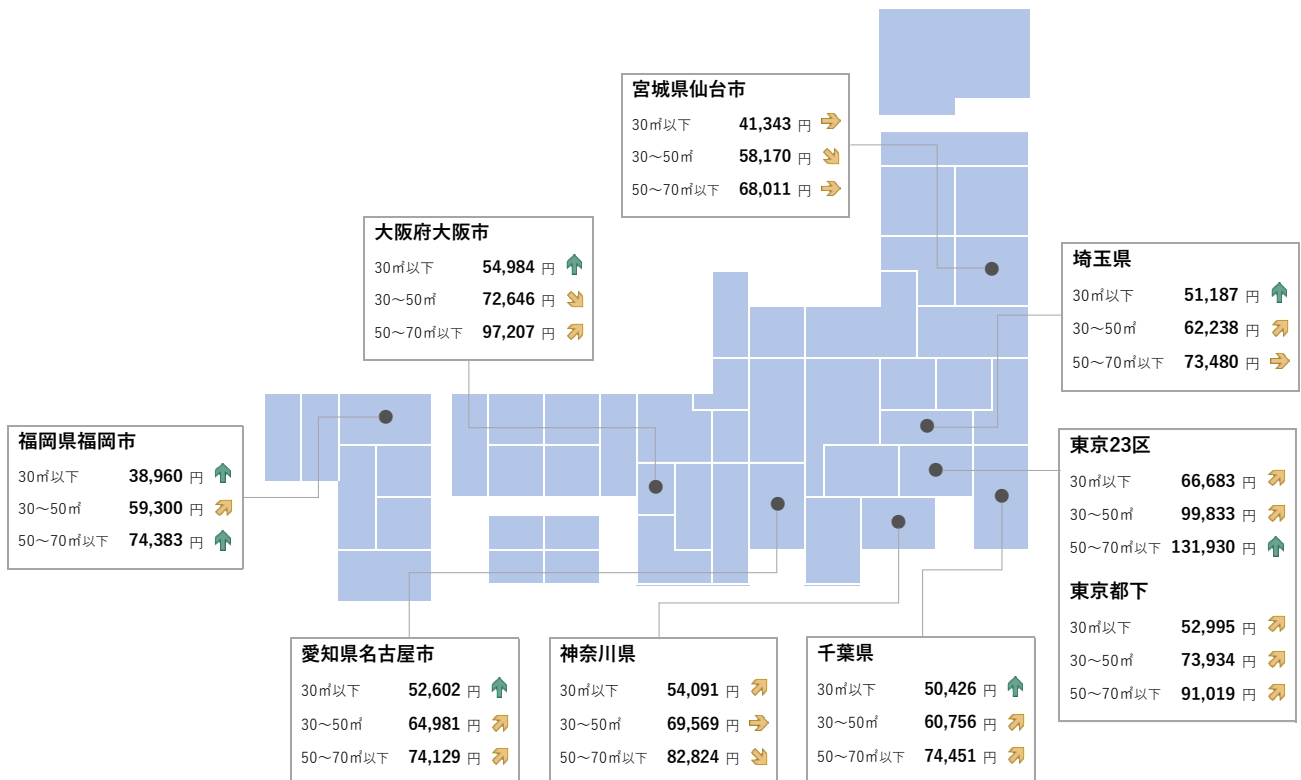 宮城県仙台市
30㎡以下 41,343 円
30〜50㎡ 58,170 円
50〜70㎡以下 68,011 円
大阪府大阪市
30㎡以下 54,984 円
30〜50㎡ 72,646 円
50〜70㎡以下 97,207 円
埼玉県
30㎡以下 51,187 円
30〜50㎡ 62,238 円
50〜70㎡以下 73,480 円
福岡県福岡市
30㎡以下 38,960 円
30〜50㎡ 59,300 円
50〜70㎡以下 74,383 円
東京23区
30㎡以下 66,683 円
30〜50㎡ 99,833 円
50〜70㎡以下 131,930 円
東京都下
30㎡以下 52,995 円
30〜50㎡ 73,934 円
50〜70㎡以下 91,019 円
愛知県名古屋市
30㎡以下 52,602 円
30〜50㎡ 64,981 円
50〜70㎡以下 74,129 円
神奈川県
30㎡以下 54,091 円
30〜50㎡ 69,569 円
50〜70㎡以下 82,824 円
千葉県
30㎡以下 50,426 円
30〜50㎡ 60,756 円
50〜70㎡以下 74,451 円